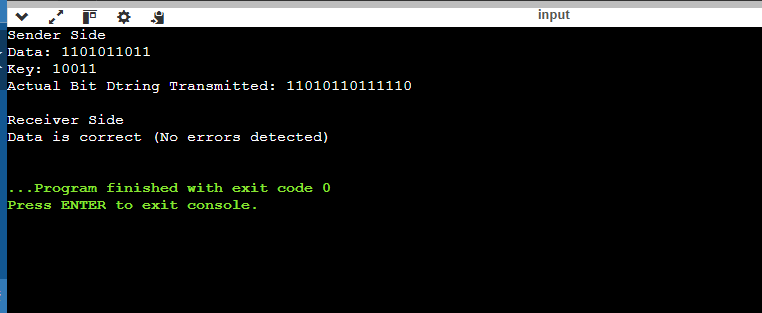 input
Sender Side
Data: 1101011011
Key: 10011
Actual Bit Dtring Transmitted: 11010110111110
Receiver Side
Data is correct (No errors detected)
...Program finished with exit code 0
Press ENTER to exit console.